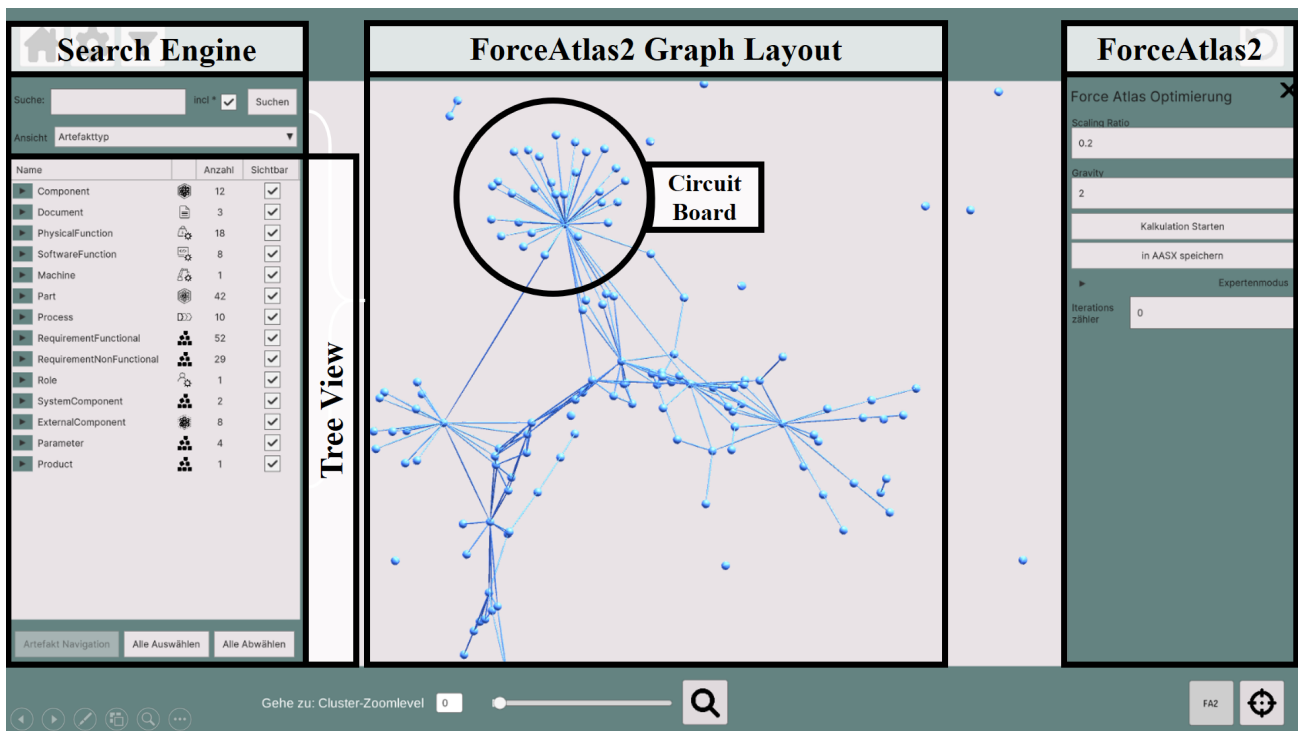 Search Engine
ForceAtlas2 Graph Layout
ForceAtlas2
Suche:
incl *
Suchen
Ansicht
Artefakttyp
Name
Anzahl
Sichtbar
Component 12
Document 3
PhysicalFunction 18
SoftwareFunction 8
Machine 1
Part 42
Process 10
RequirementFunctional 52
RequirementNonFunctional 29
Role 1
SystemComponent 2
ExternalComponent 8
Parameter 4
Product 1
Artefakt Navigation
Alle Auswählen
Alle Abwählen
Tree View
Circuit
Board
Force Atlas Optimierung
Scaling Ratio
0.2
Gravity
2
Kalkulation Starten
in AASX speichern
Expertenmodus
Iterations
zähler
0
Gehe zu: Cluster-Zoomlevel 0
FA2